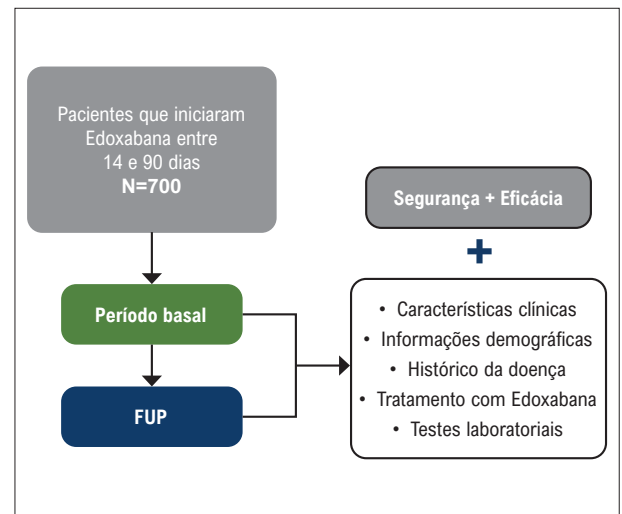 Pacientes que iniciaram
Edoxabana entre
14 e 90 dias
N=700
Segurança + Eficácia
+
Período basal
FUP
• Características clínicas
• Informações demográficas
• Histórico da doença
• Tratamento com Edoxabana
• Testes laboratoriais